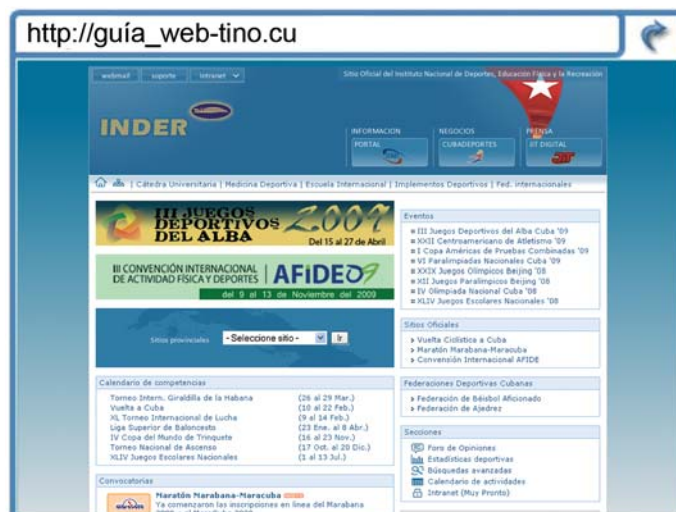 http://guía_web-tino.cu
webmail soporte intranet
Sitio Oficial del Instituto Nacional de Deportes, Educación Física y la Recreación
INDER
INFORMACION NEGOCIOS PRENSA
PORTAL CUBADEPORTES JIT DIGITAL
| Cátedra Universitaria | Medicina Deportiva | Escuela Internacional | Implementos Deportivos | Fed. internacionales
III JUEGOS
DEPORTIVOS
DEL ALBA
2009
Del 15 al 27 de Abril
III CONVENCIÓN INTERNACIONAL
DE ACTIVIDAD FÍSICA Y DEPORTES
AFIDE09
del 9 al 13 de Noviembre del 2009
Sitios provinciales - Seleccione sitio - Ir
Calendario de competencias
Torneo Intern. Giraldilla de la Habana (26 al 29 Mar.)
Vuelta a Cuba (10 al 22 Feb.)
XL Torneo Internacional de Lucha (9 al 14 Feb.)
Liga Superior de Baloncesto (23 Ene. al 8 Abr.)
IV Copa del Mundo de Trinquete (16 al 23 Nov.)
Torneo Nacional de Ascenso (17 Oct. al 20 Dic.)
XLIV Juegos Escolares Nacionales (1 al 13 Jul.)
Convocatorias
Maratón Marabana-Maracuba
Ya comenzaron las inscripciones en línea del Marabana
Eventos
III Juegos Deportivos del Alba Cuba '09
XXII Centroamericano de Atletismo '09
I Copa Américas de Pruebas Combinadas '09
VI Paralimpiadas Nacionales Cuba '09
XXIX Juegos Olímpicos Beijing '08
XII Juegos Paralímpicos Beijing '08
IV Olimpiada Nacional Cuba '08
XLIV Juegos Escolares Nacionales '08
Sitios Oficiales
Vuelta Ciclística a Cuba
Maratón Marabana-Maracuba
Convensión Internacional AFIDE
Federaciones Deportivas Cubanas
Federación de Béisbol Aficionado
Federación de Ajedrez
Secciones
Foro de Opiniones
Estadísticas deportivas
Búsquedas avanzadas
Calendario de actividades
Intranet (Muy Pronto)